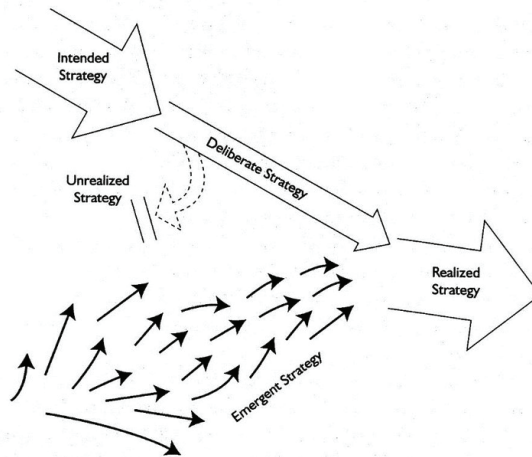 Intended
Strategy
Deliberate Strategy
Unrealized
Strategy
Realized
Strategy
Emergent Strategy